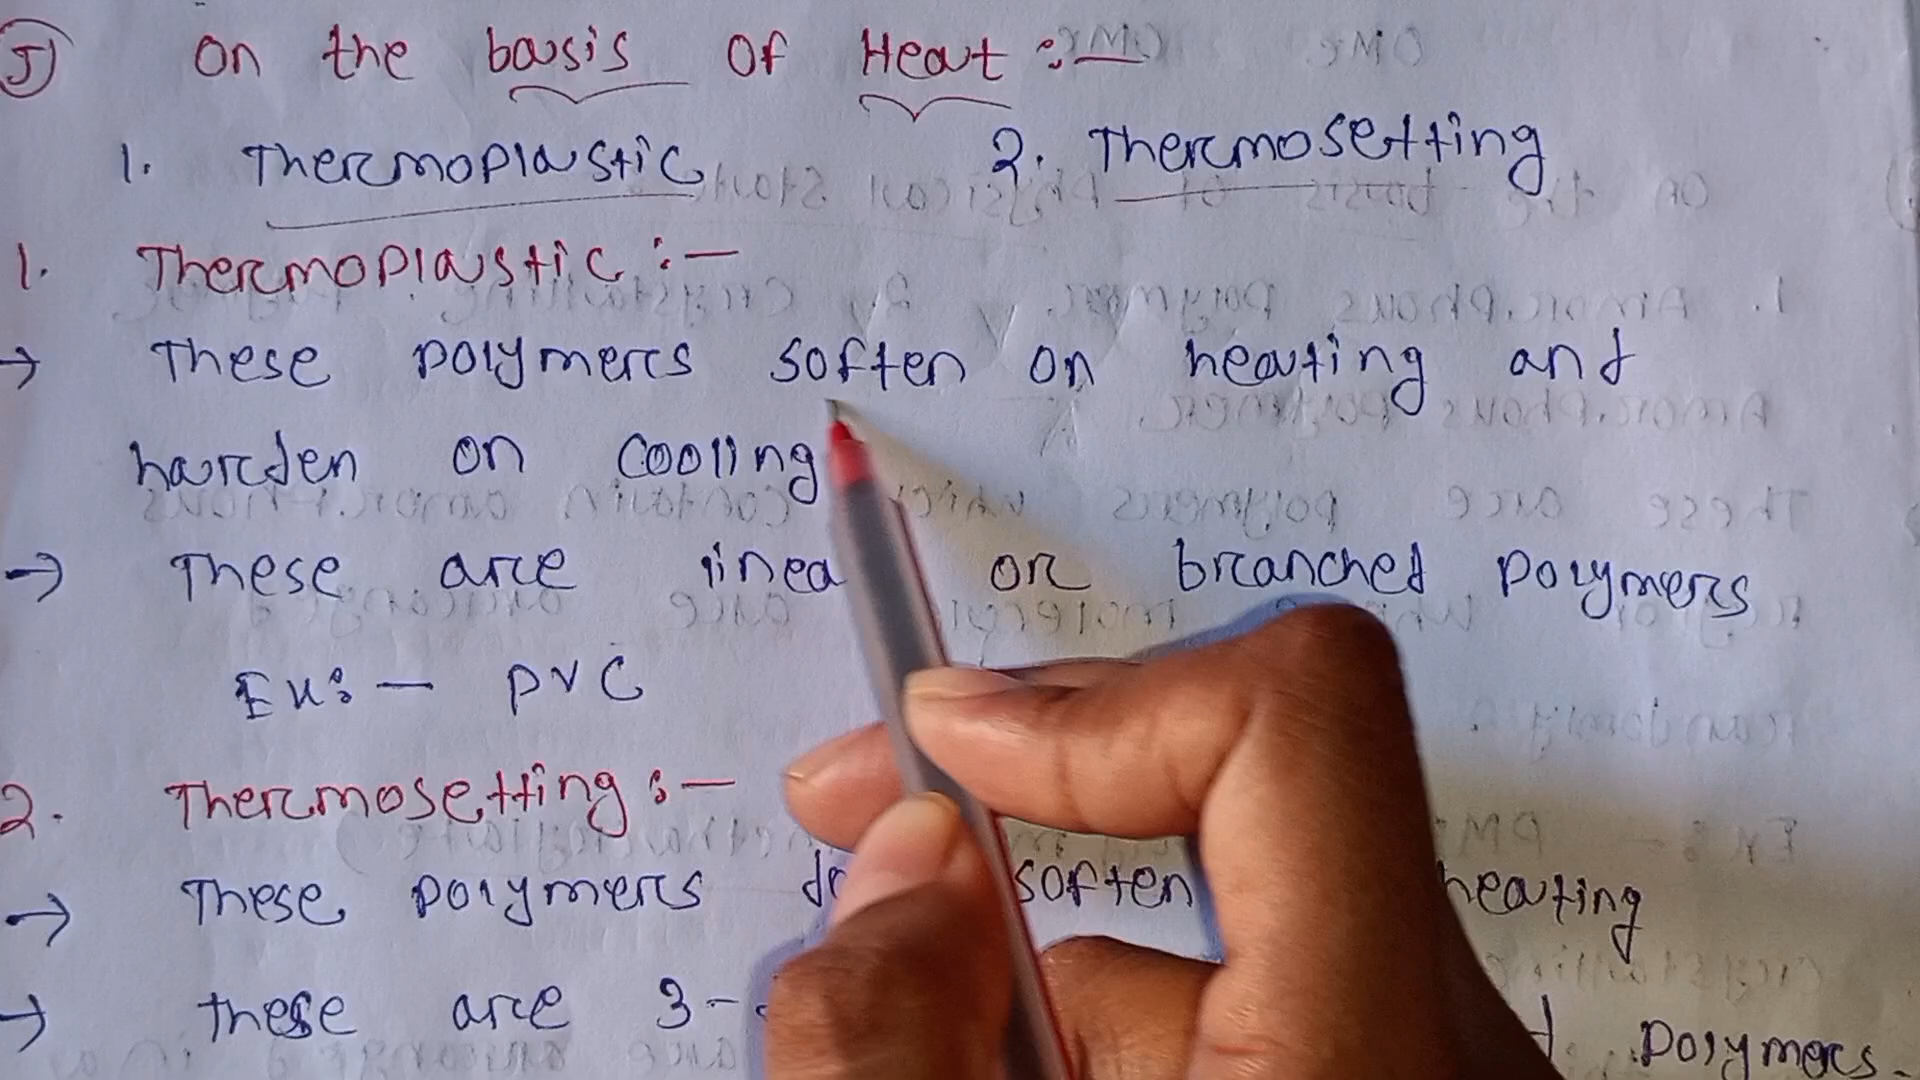 5) On the basis Of Heat :-
1. Thermoplastic 2. Thermosetting
1. Thermoplastic :-
→ These polymers soften on heating and
harden on cooling
→ These are linea or branched polymers
Ex: - PVC
2. Thermosetting :-
→ These polymers do soften heating
→ these are 3- polymers.